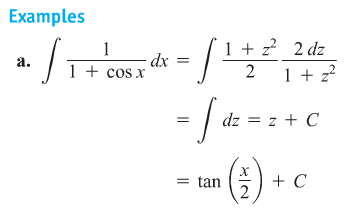 Examples
a. ∫ 1/(1 + cos x) dx = ∫ (1 + z²)/2 · 2 dz/(1 + z²)
= ∫ dz = z + C
= tan (x/2) + C